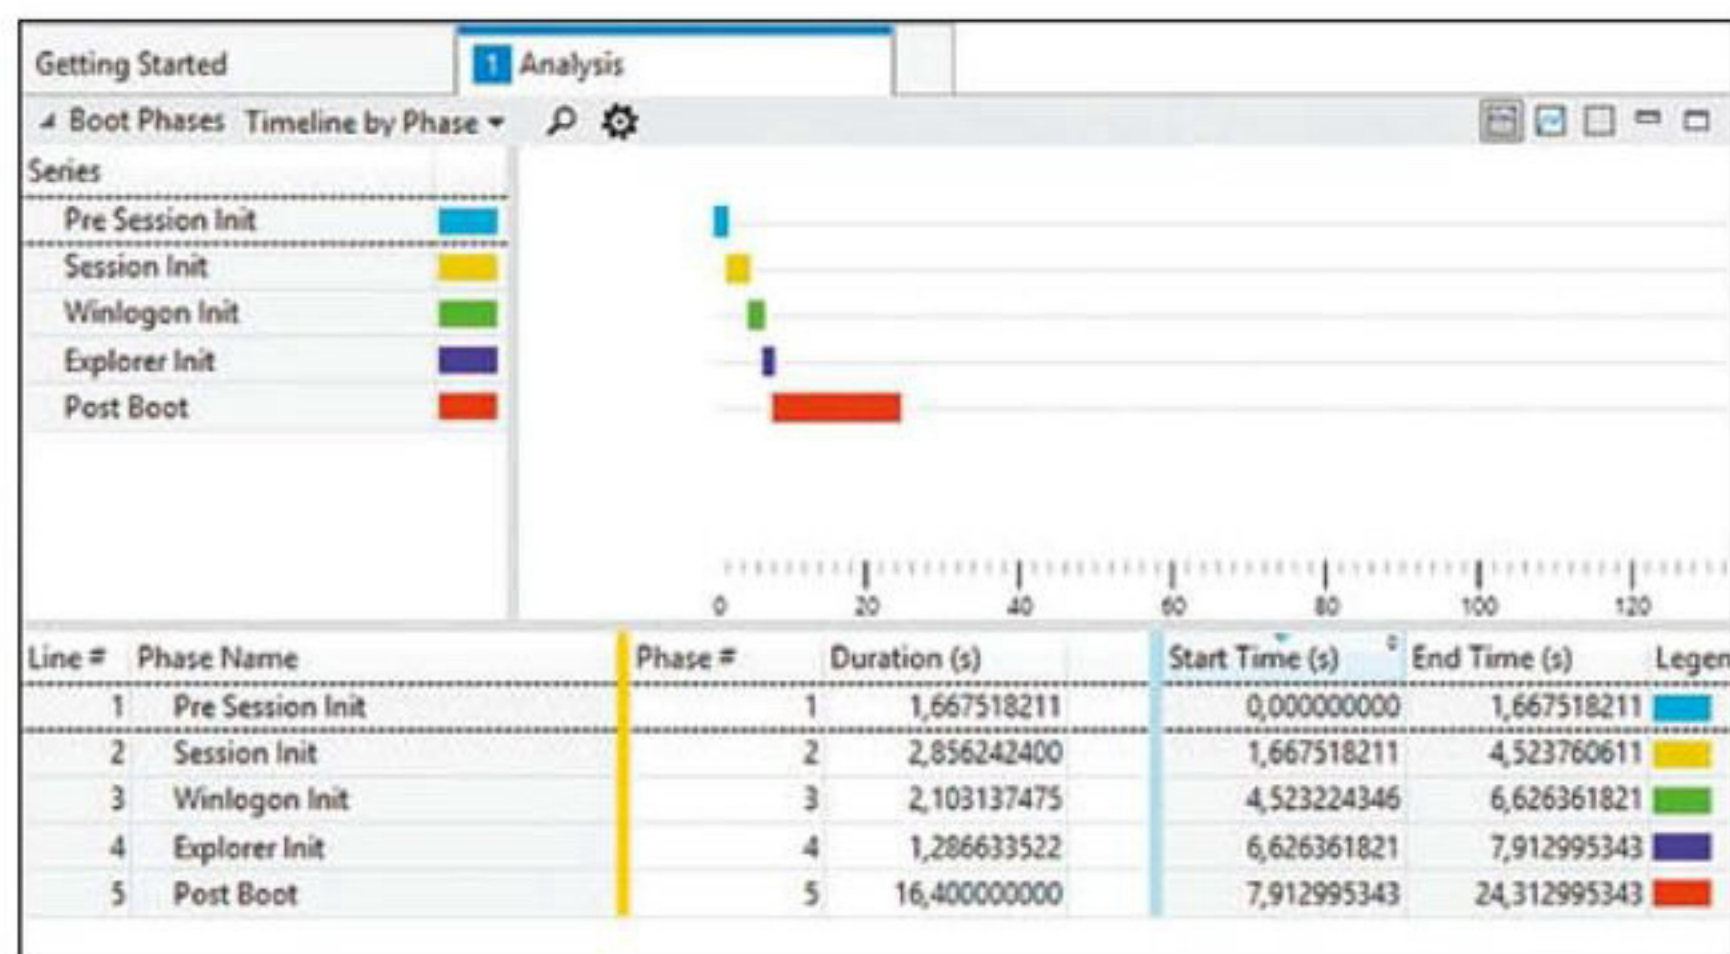 Getting Started 1 Analysis
Boot Phases Timeline by Phase
Series
Pre Session Init
Session Init
Winlogon Init
Explorer Init
Post Boot
0 20 40 60 80 100 120
Line # Phase Name Phase # Duration (s) Start Time (s) End Time (s) Legen
1 Pre Session Init 1 1,667518211 0,000000000 1,667518211
2 Session Init 2 2,856242400 1,667518211 4,523760611
3 Winlogon Init 3 2,103137475 4,523224346 6,626361821
4 Explorer Init 4 1,286633522 6,626361821 7,912995343
5 Post Boot 5 16,400000000 7,912995343 24,312995343